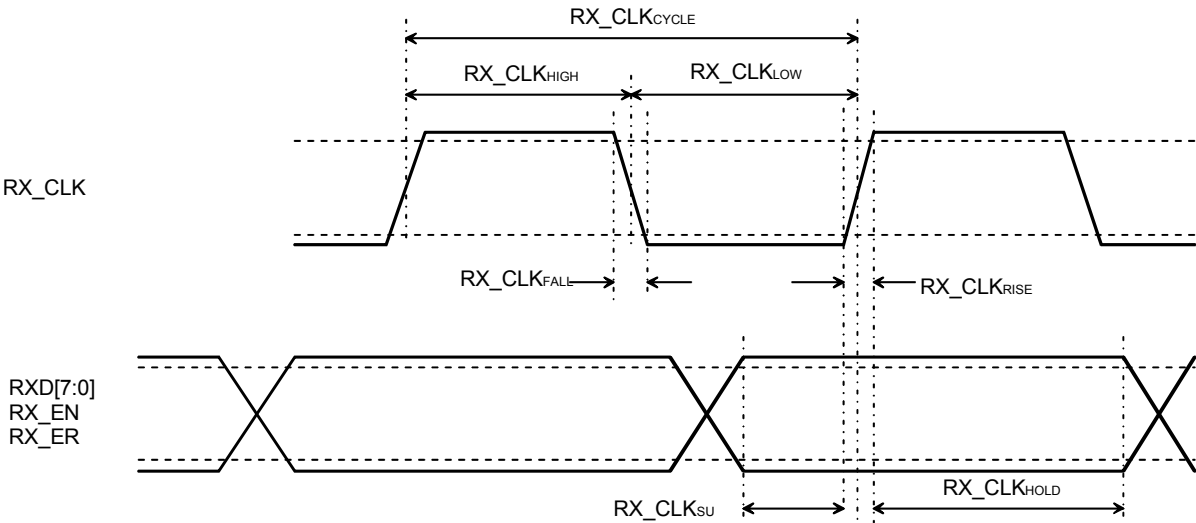 RX_CLKCYCLE
RX_CLKHIGH
RX_CLKLOW
RX_CLK
RX_CLKFALL
RX_CLKRISE
RXD[7:0]
RX_EN
RX_ER
RX_CLKSU
RX_CLKHOLD